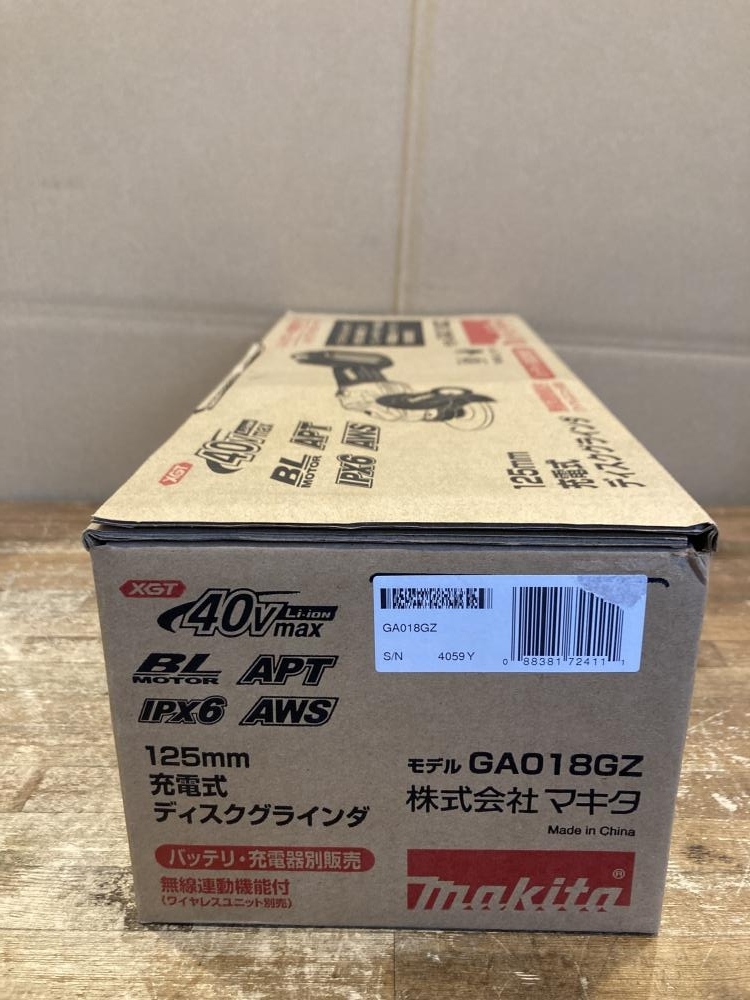 XGT
40Vmax
Li-ion
BL
MOTOR
APT
IPX6
AWS
125mm
充電式
ディスクグラインダ
XGT
40Vmax
Li-ion
BL
MOTOR
APT
IPX6
AWS
125mm
充電式
ディスクグラインダ
バッテリ・充電器別販売
無線連動機能付
(ワイヤレスユニット別売)
GA018GZ
S/N 4059 Y
0 88381 72411 1
モデル GA018GZ
株式会社 マキタ
Made in China
makita®